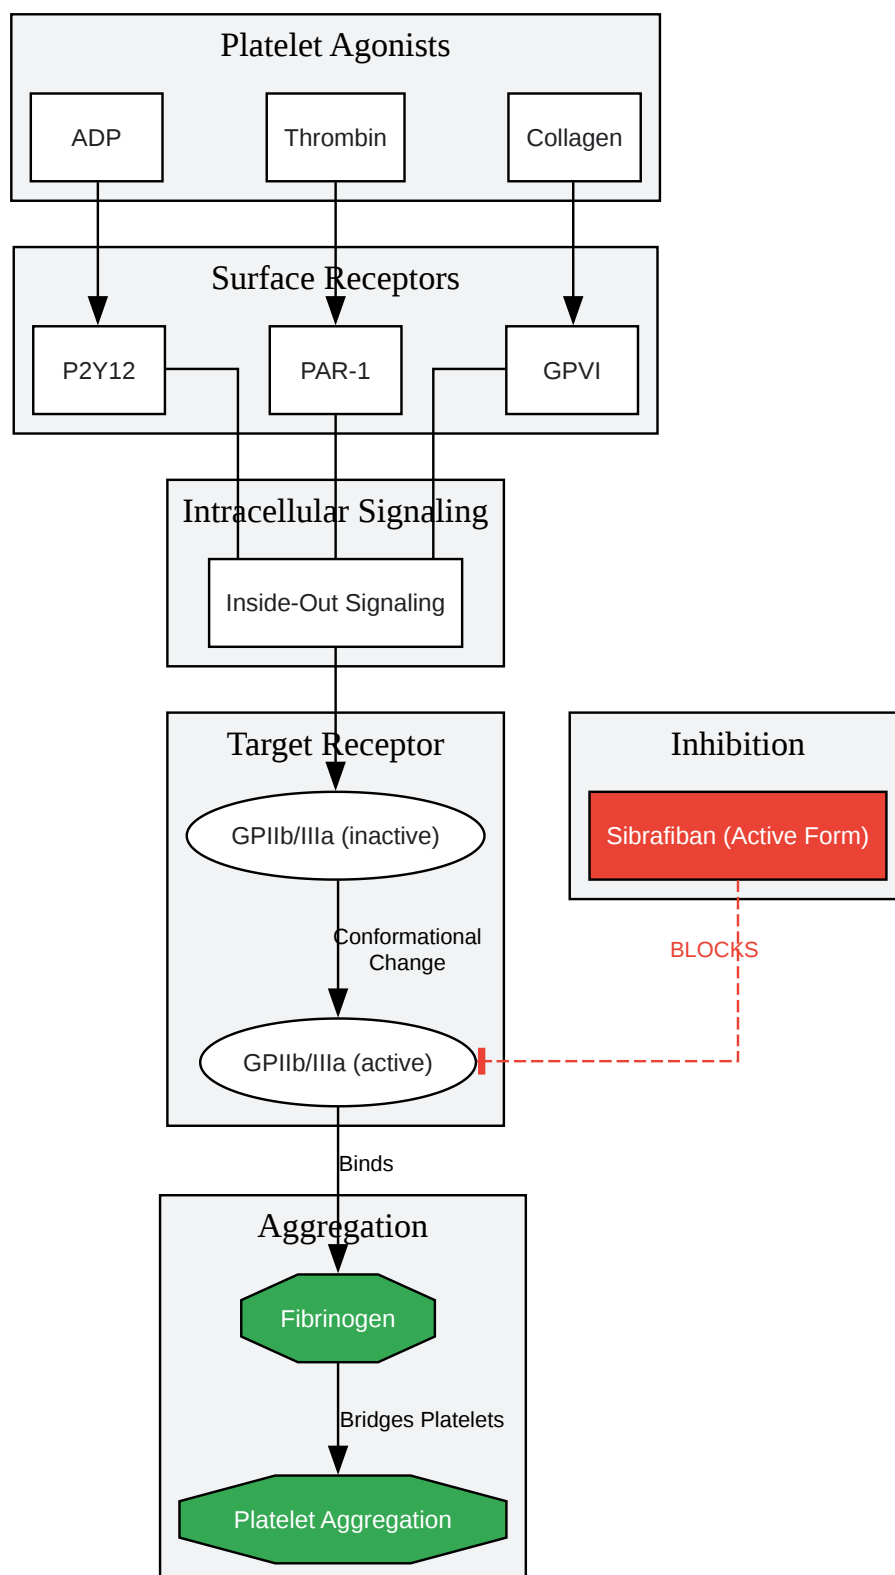 Platelet Agonists
ADP
Thrombin
Collagen
Surface Receptors
P2Y12
PAR-1
GPVI
Intracellular Signaling
Inside-Out Signaling
Target Receptor
Inhibition
GPIIb/IIIa (inactive)
Sibrafiban (Active Form)
Conformational
Change
BLOCKS
GPIIb/IIIa (active)
Binds
Aggregation
Fibrinogen
Bridges Platelets
Platelet Aggregation